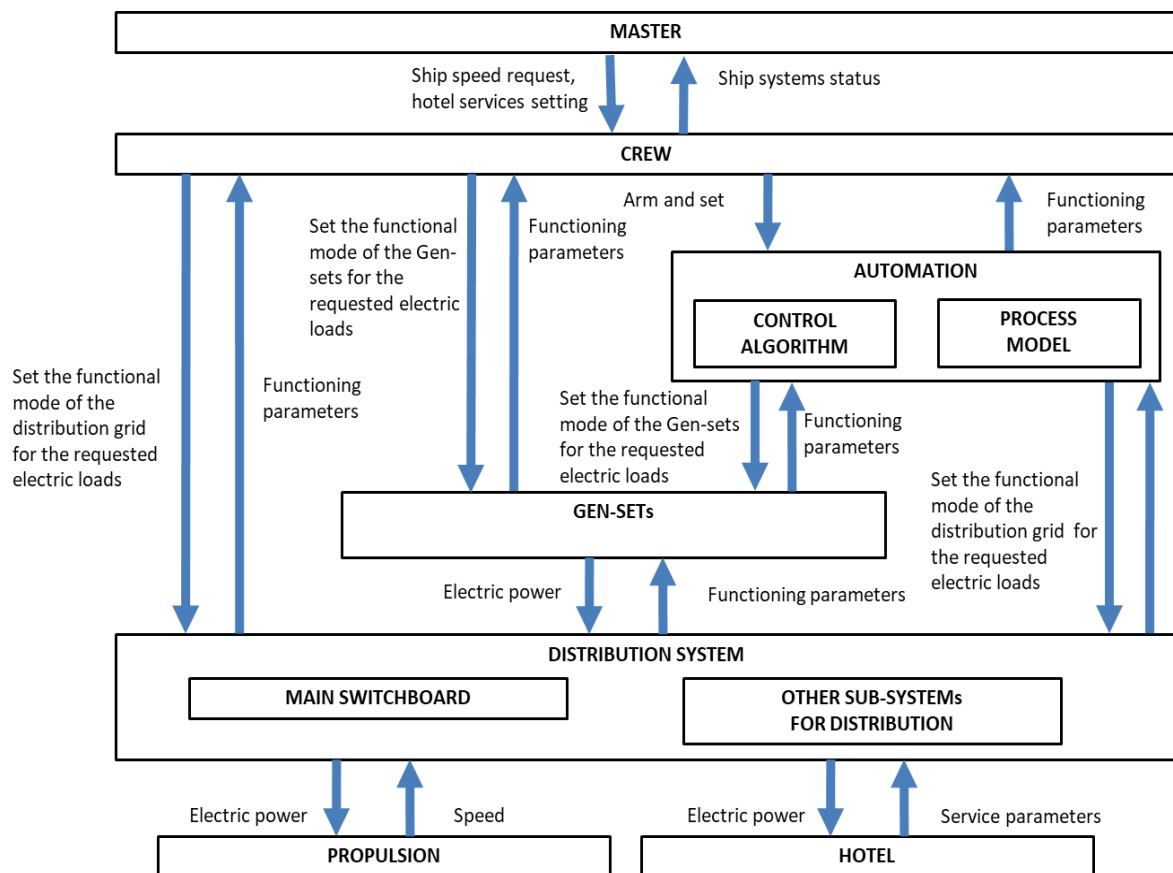 MASTER
Ship speed request,
hotel services setting
Ship systems status
CREW
Arm and set
Functioning
parameters
Set the functional
mode of the Gen-
sets for the
requested electric
loads
Functioning
parameters
AUTOMATION
CONTROL
ALGORITHM
PROCESS
MODEL
Set the functional
mode of the
distribution grid
for the requested
electric loads
Functioning
parameters
Set the functional
mode of the Gen-sets
for the requested
electric loads
Functioning
parameters
Set the functional
mode of the
distribution grid for
the requested
electric loads
GEN-SETs
Electric power
Functioning parameters
DISTRIBUTION SYSTEM
MAIN SWITCHBOARD
OTHER SUB-SYSTEMs
FOR DISTRIBUTION
Electric power
Speed
Electric power
Service parameters
PROPULSION
HOTEL